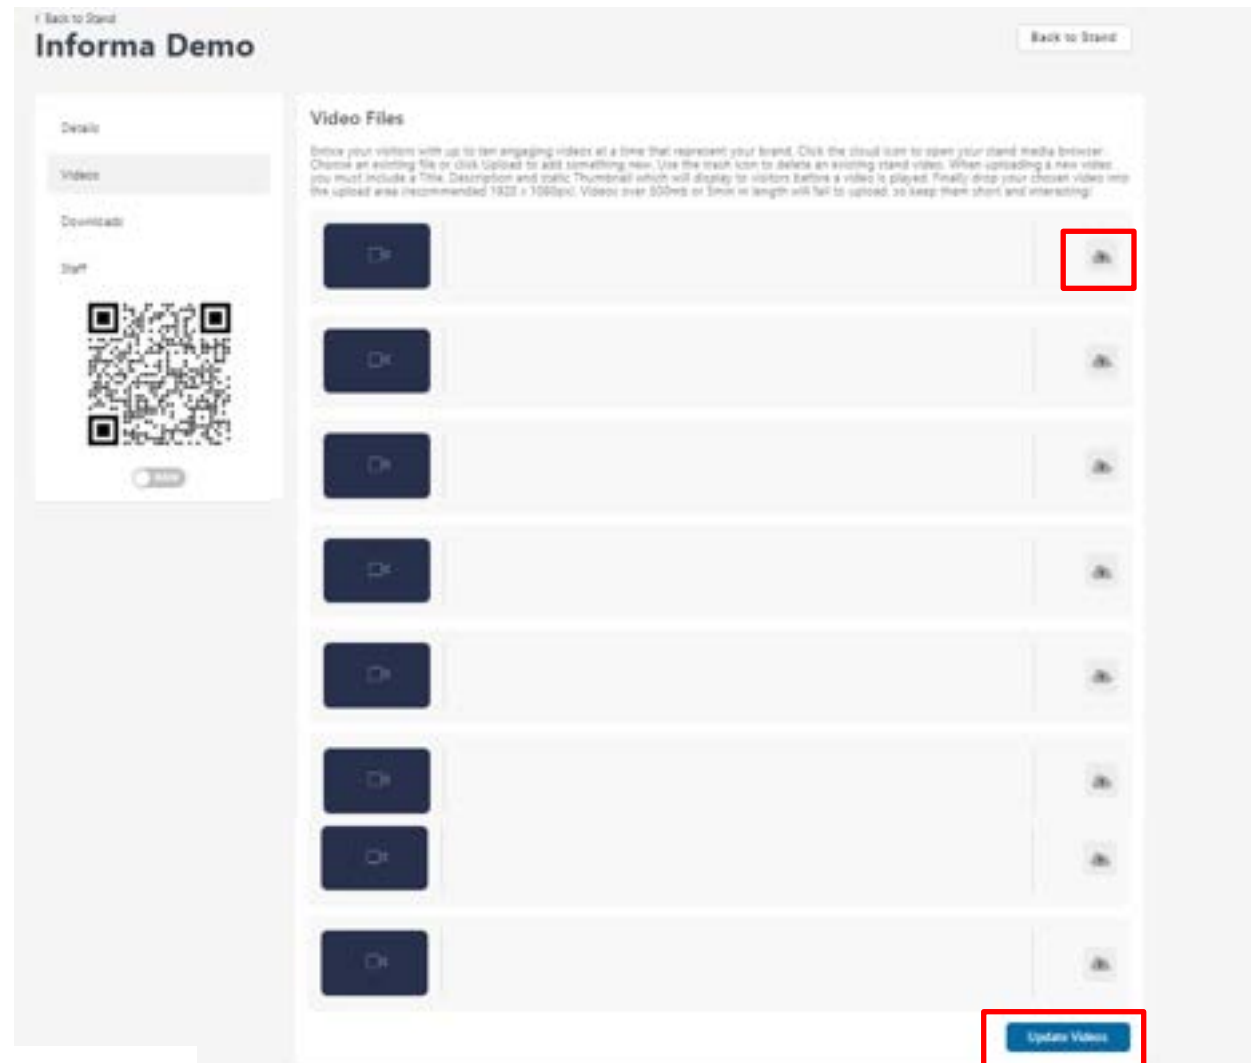 ‹ Back to Stand
Informa Demo
Back to Stand
Details
Videos
Downloads
Staff
Video Files
Entice your visitors with up to ten engaging videos at a time that represent your brand. Click the cloud icon to open your stand media browser.
Choose an existing file or click Upload to add something new. Use the trash icon to delete an existing stand video. When uploading a new video
you must include a Title, Description and static Thumbnail which will display to visitors before a video is played. Finally drop your chosen video into
the upload area (recommended 1920 x 1080px). Videos over 500mb or 5min in length will fail to upload, so keep them short and interesting!
Update Videos